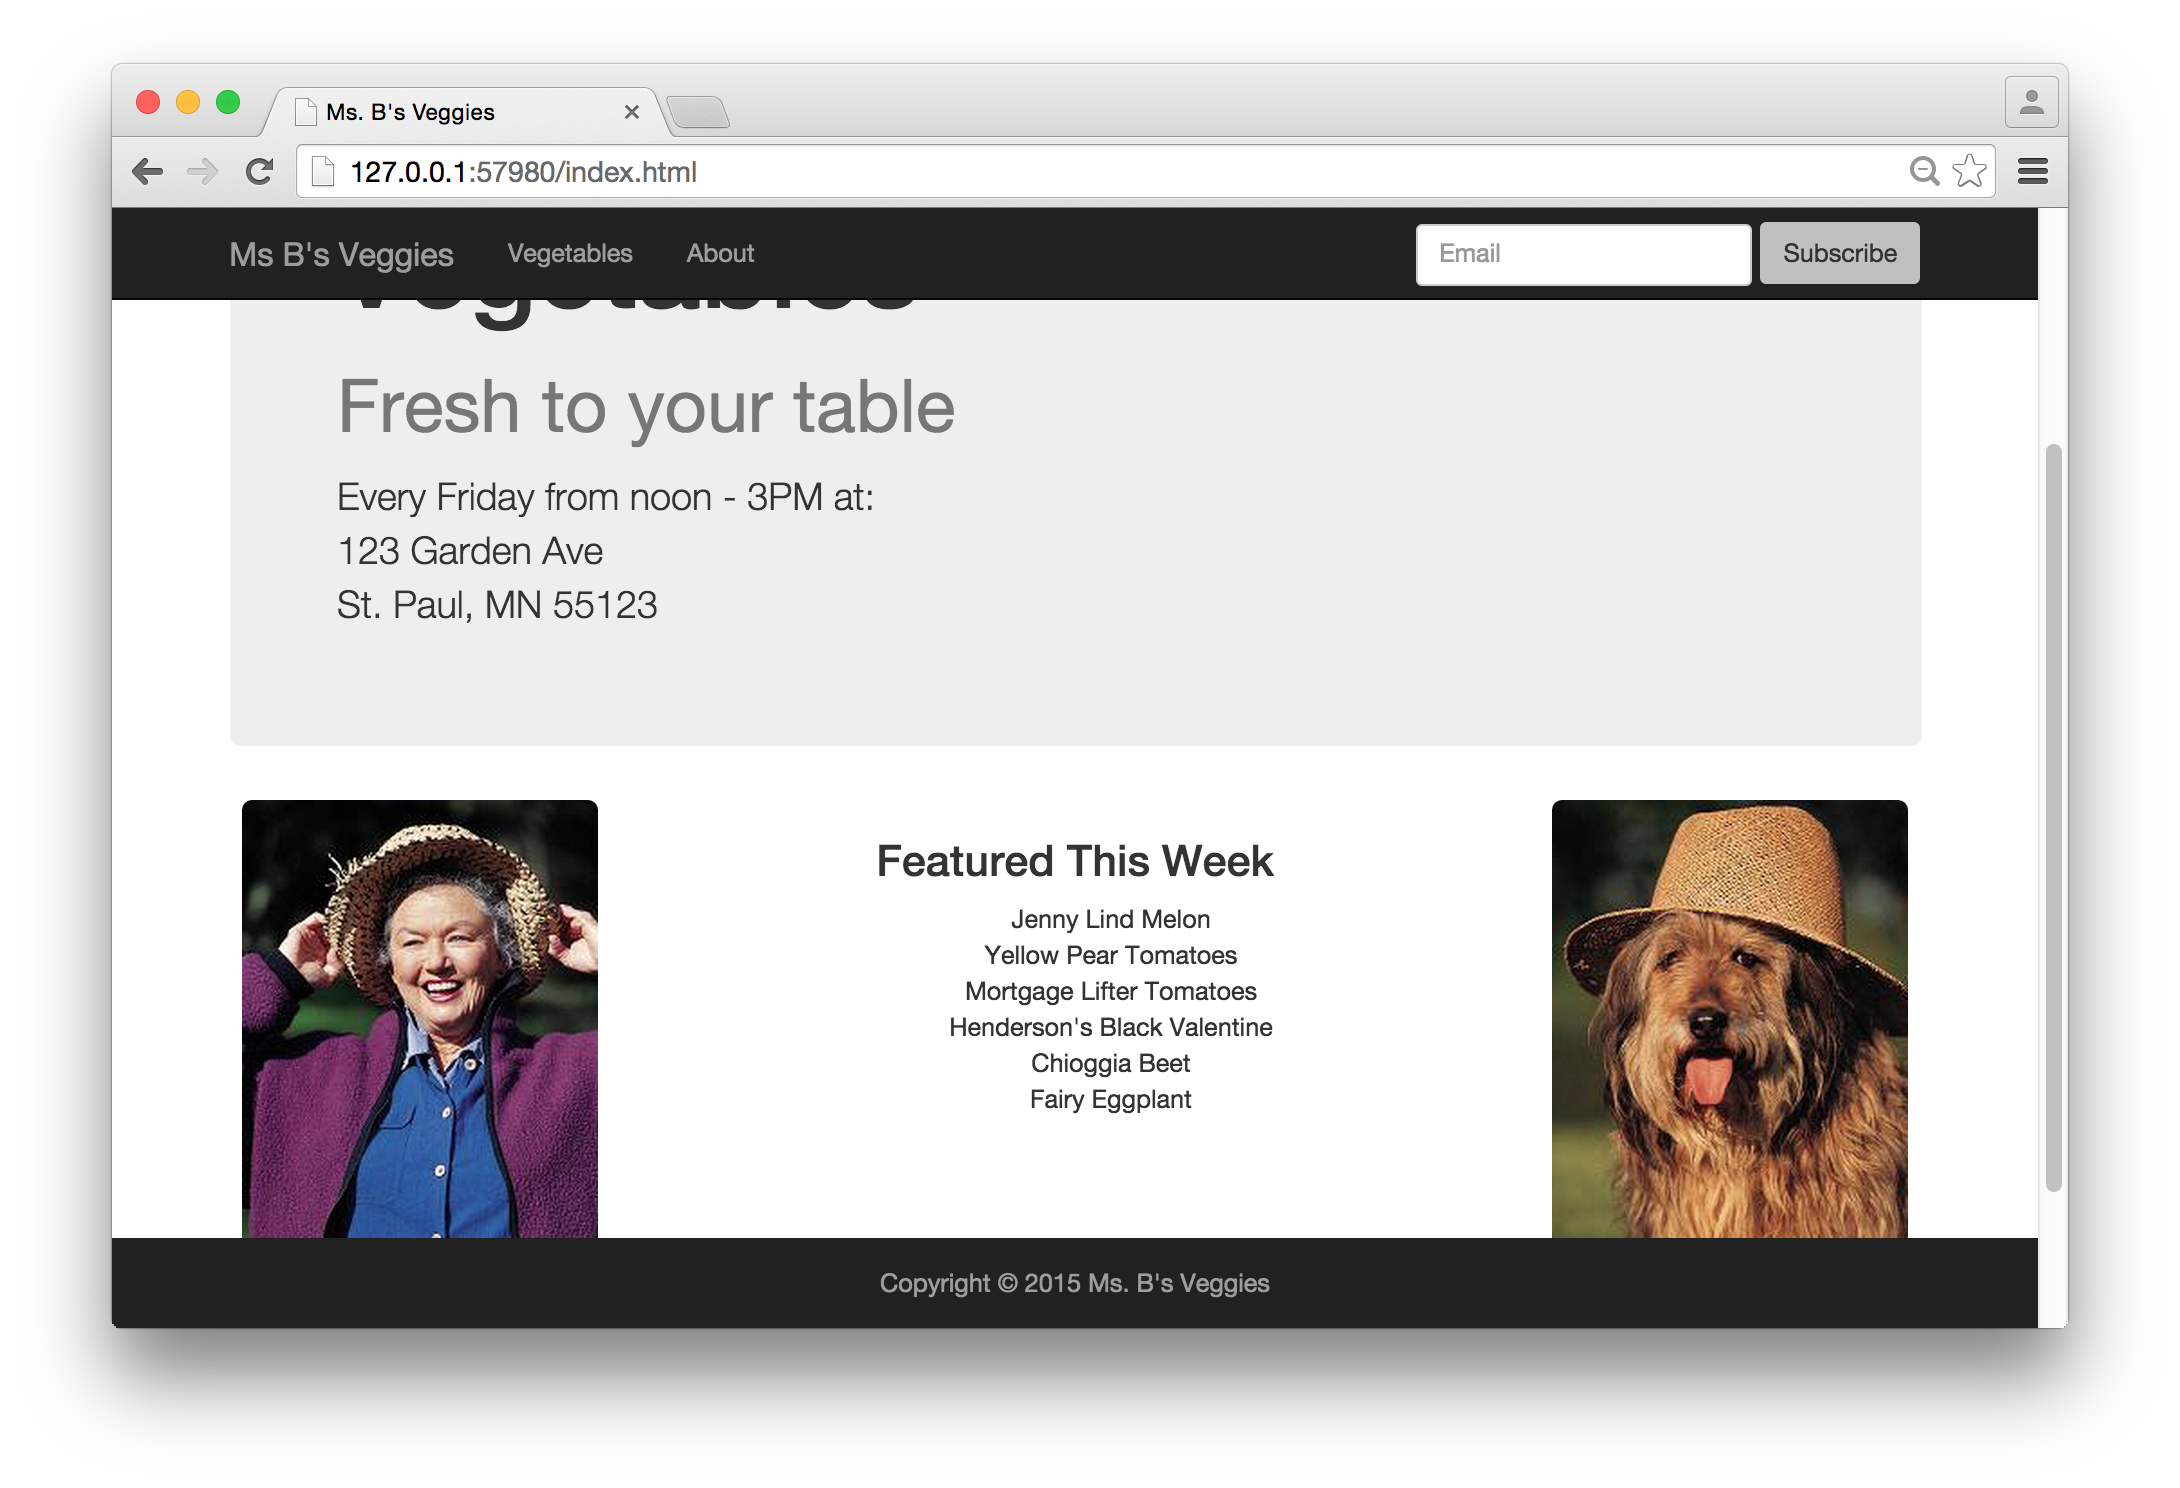 Ms. B's Veggies
127.0.0.1:57980/index.html
Ms B's Veggies Vegetables About Email Subscribe
Vegetables
Fresh to your table
Every Friday from noon - 3PM at:
123 Garden Ave
St. Paul, MN 55123
Featured This Week
Jenny Lind Melon
Yellow Pear Tomatoes
Mortgage Lifter Tomatoes
Henderson's Black Valentine
Chioggia Beet
Fairy Eggplant
Copyright © 2015 Ms. B's Veggies